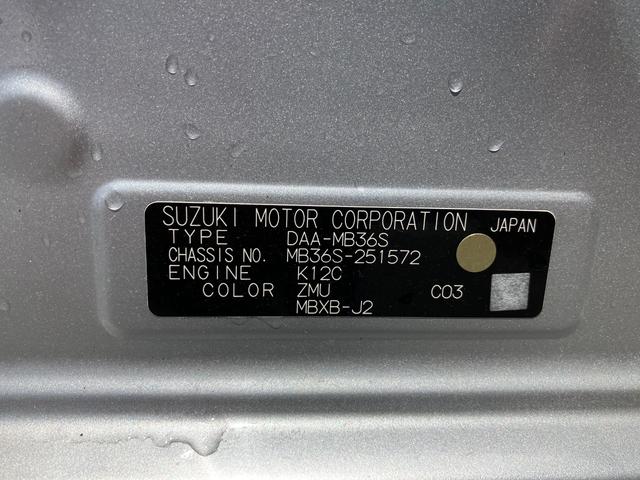 SUZUKI MOTOR CORPORATION JAPAN
TYPE DAA-MB36S
CHASSIS NO. MB36S-251572
ENGINE K12C
COLOR ZMU C03
MBXB-J2